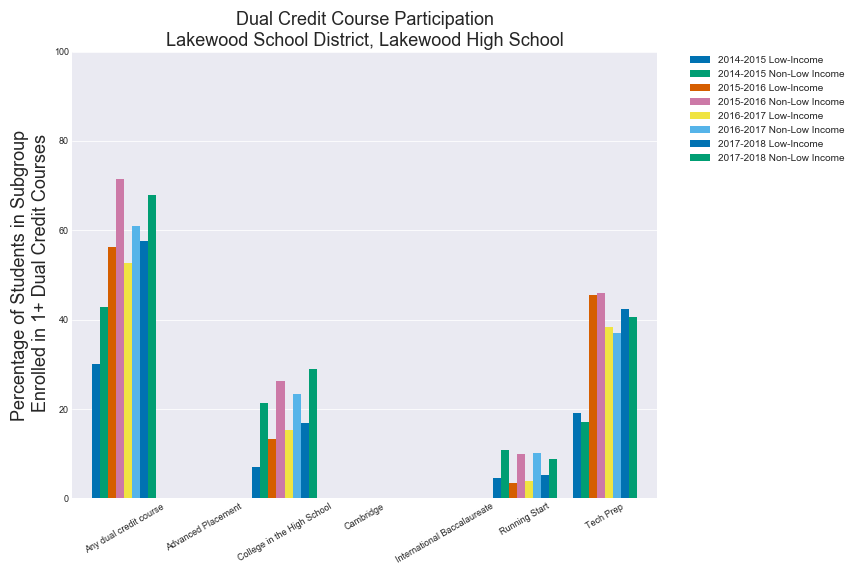 Dual Credit Course Participation
Lakewood School District, Lakewood High School
Percentage of Students in Subgroup
Enrolled in 1+ Dual Credit Courses
100
80
60
40
20
0
Any dual credit course
Advanced Placement
College in the High School
Cambridge
International Baccalaureate
Running Start
Tech Prep
2014-2015 Low-Income
2014-2015 Non-Low Income
2015-2016 Low-Income
2015-2016 Non-Low Income
2016-2017 Low-Income
2016-2017 Non-Low Income
2017-2018 Low-Income
2017-2018 Non-Low Income